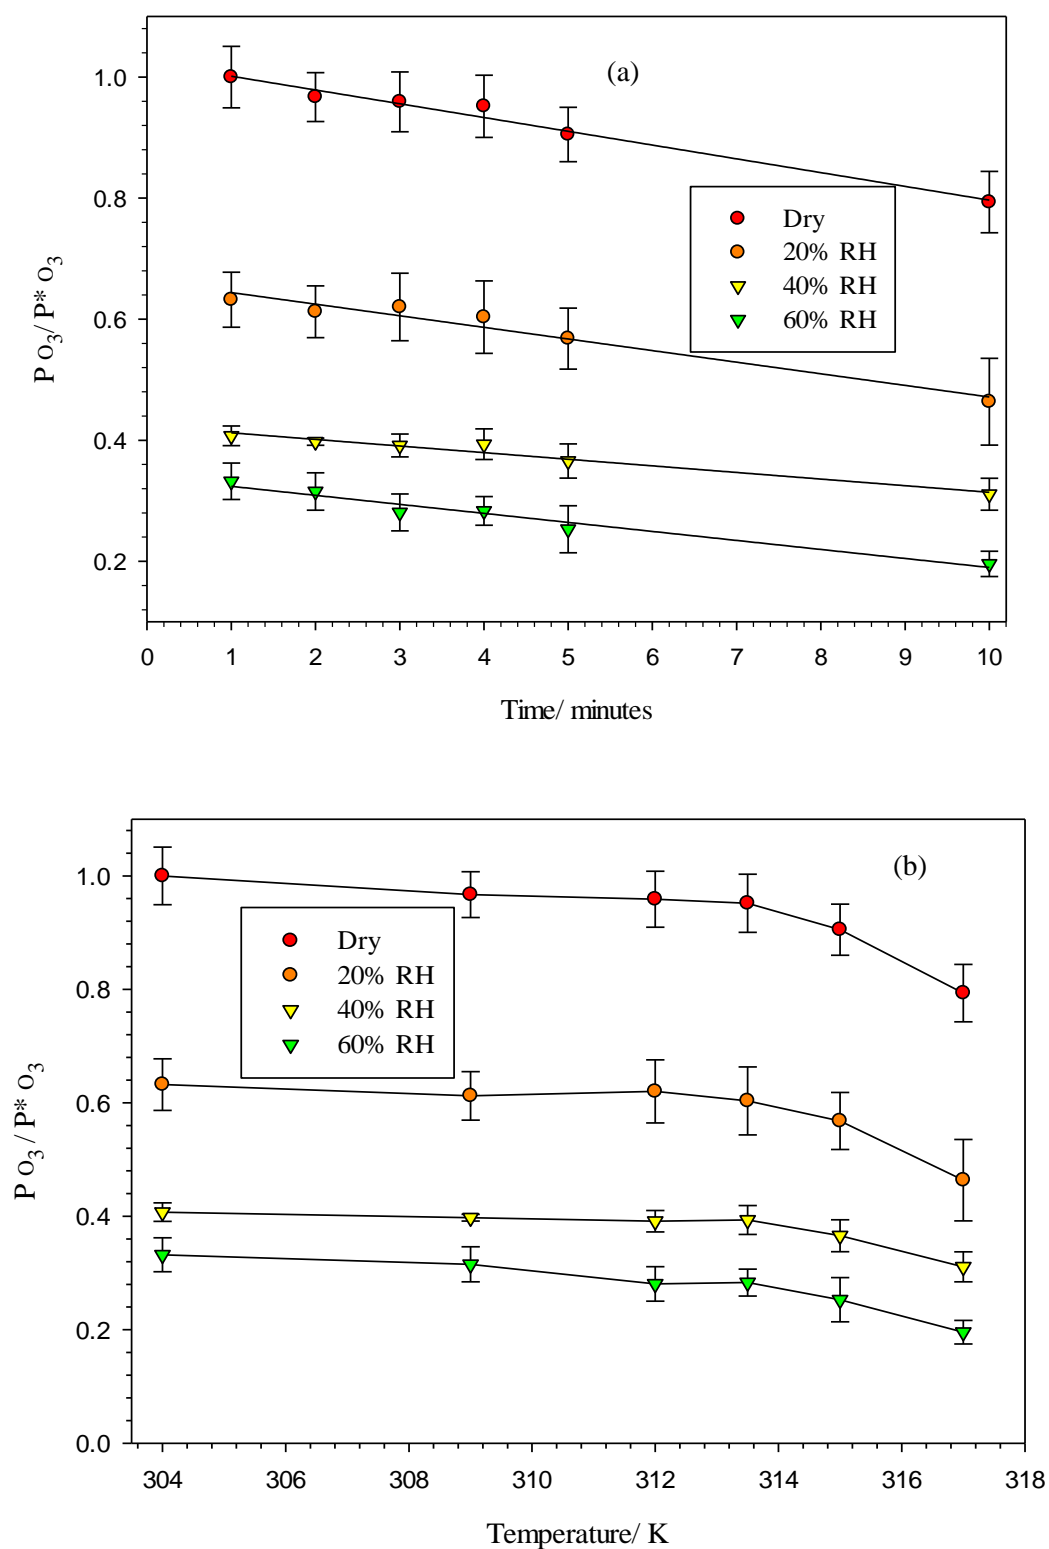 (a)
1.0
0.8
0.6
0.4
0.2
P O3/ P* O3
Dry
20% RH
40% RH
60% RH
0 1 2 3 4 5 6 7 8 9 10
Time/ minutes
(b)
1.0
0.8
0.6
0.4
0.2
0.0
P O3 / P* O3
Dry
20% RH
40% RH
60% RH
304 306 308 310 312 314 316 318
Temperature/ K